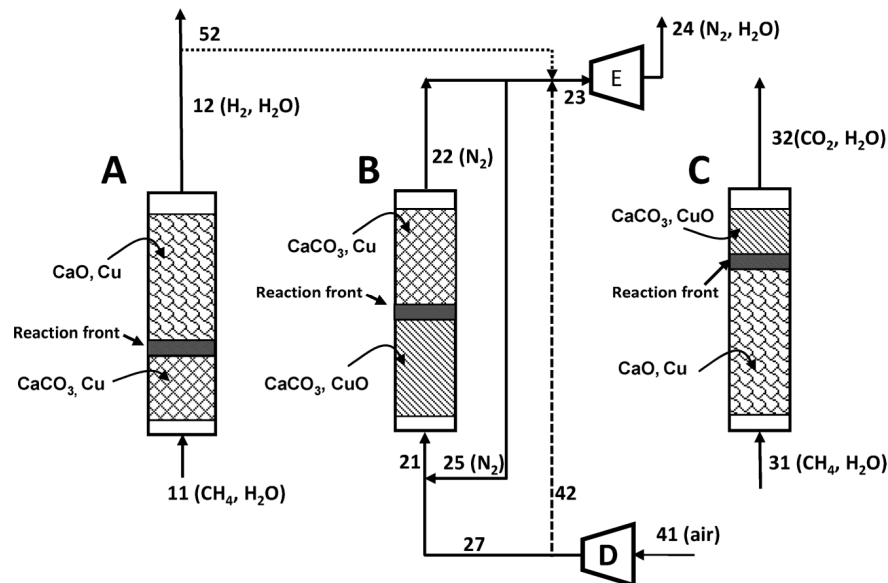 52
24 (N₂, H₂O)
E
23
12 (H₂, H₂O)
32(CO₂, H₂O)
A
B
22 (N₂)
C
CaCO₃, CuO
CaCO₃, Cu
CaO, Cu
Reaction front
Reaction front
Reaction front
CaCO₃, Cu
CaCO₃, CuO
CaO, Cu
21
25 (N₂)
31 (CH₄, H₂O)
11 (CH₄, H₂O)
42
41 (air)
27
D